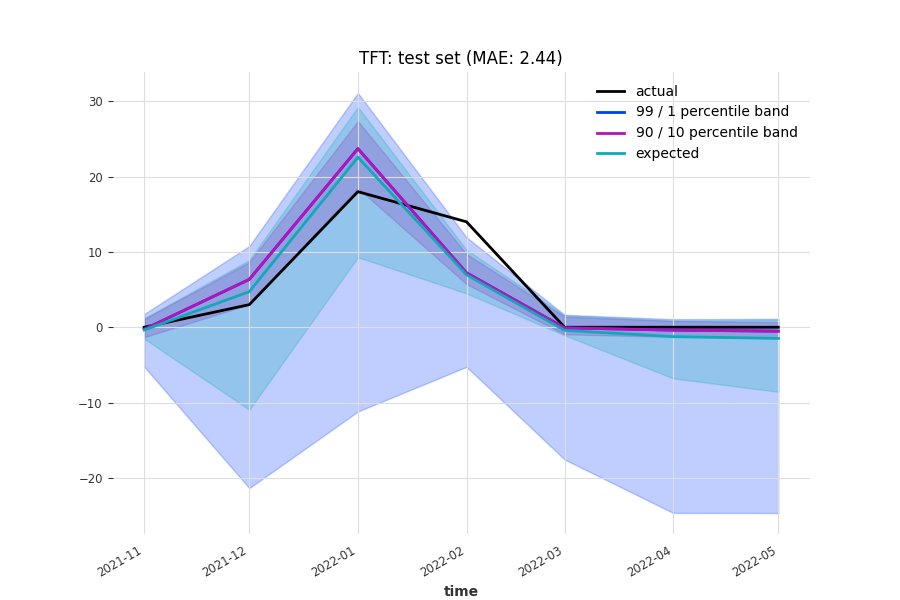 TFT: test set (MAE: 2.44)
actual
99 / 1 percentile band
90 / 10 percentile band
expected
30
20
10
0
−10
−20
2021-11
2021-12
2022-01
2022-02
2022-03
2022-04
2022-05
time